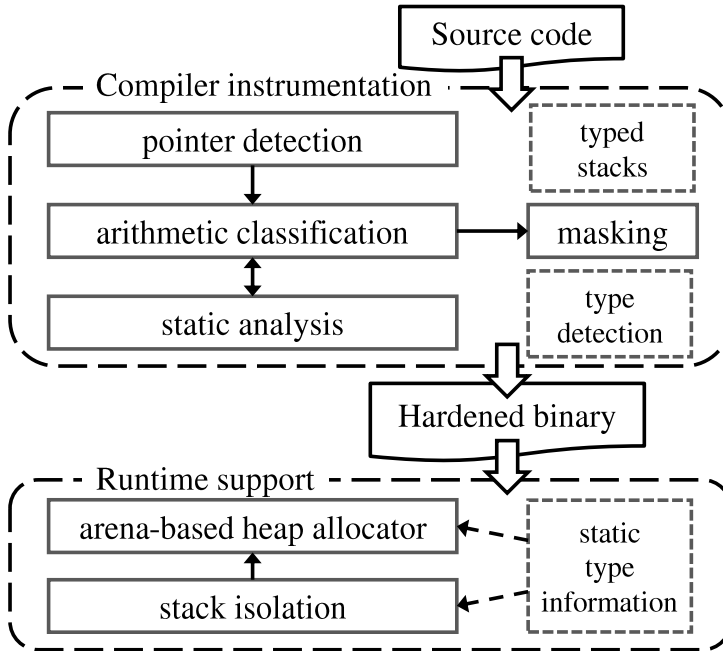 Source code
Compiler instrumentation
pointer detection
typed
stacks
arithmetic classification
masking
static analysis
type
detection
Hardened binary
Runtime support
arena-based heap allocator
stack isolation
static
type
information